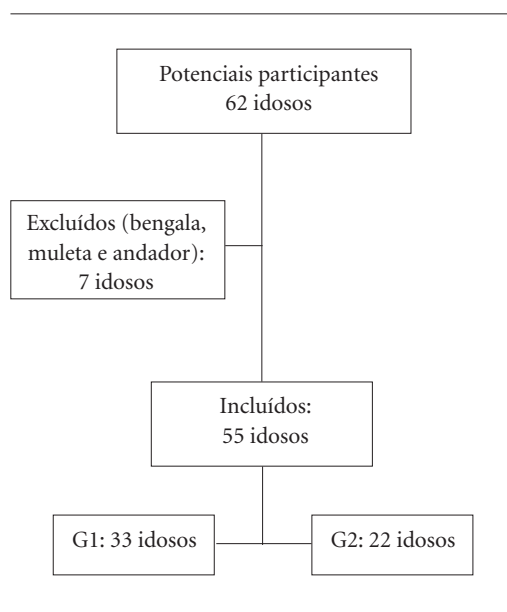 Potenciais participantes
62 idosos
Excluídos (bengala,
muleta e andador):
7 idosos
Incluídos:
55 idosos
G1: 33 idosos
G2: 22 idosos